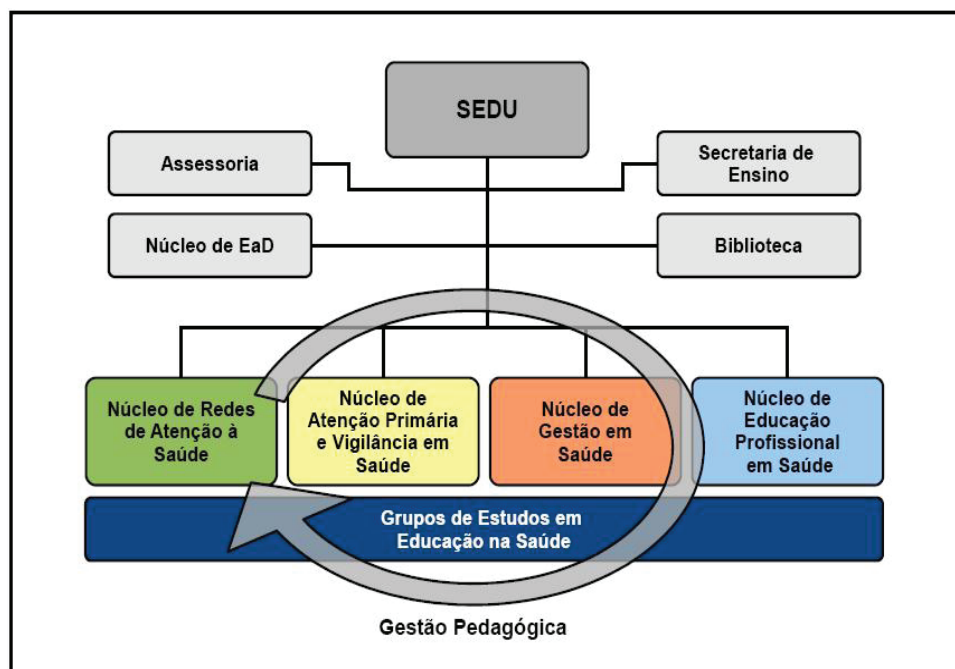 SEDU
Assessoria
Secretaria de
Ensino
Núcleo de EaD
Biblioteca
Núcleo de Redes
de Atenção à
Saúde
Núcleo de
Atenção Primária
e Vigilância em
Saúde
Núcleo de
Gestão em
Saúde
Núcleo de
Educação
Profissional
em Saúde
Grupos de Estudos em
Educação na Saúde
Gestão Pedagógica